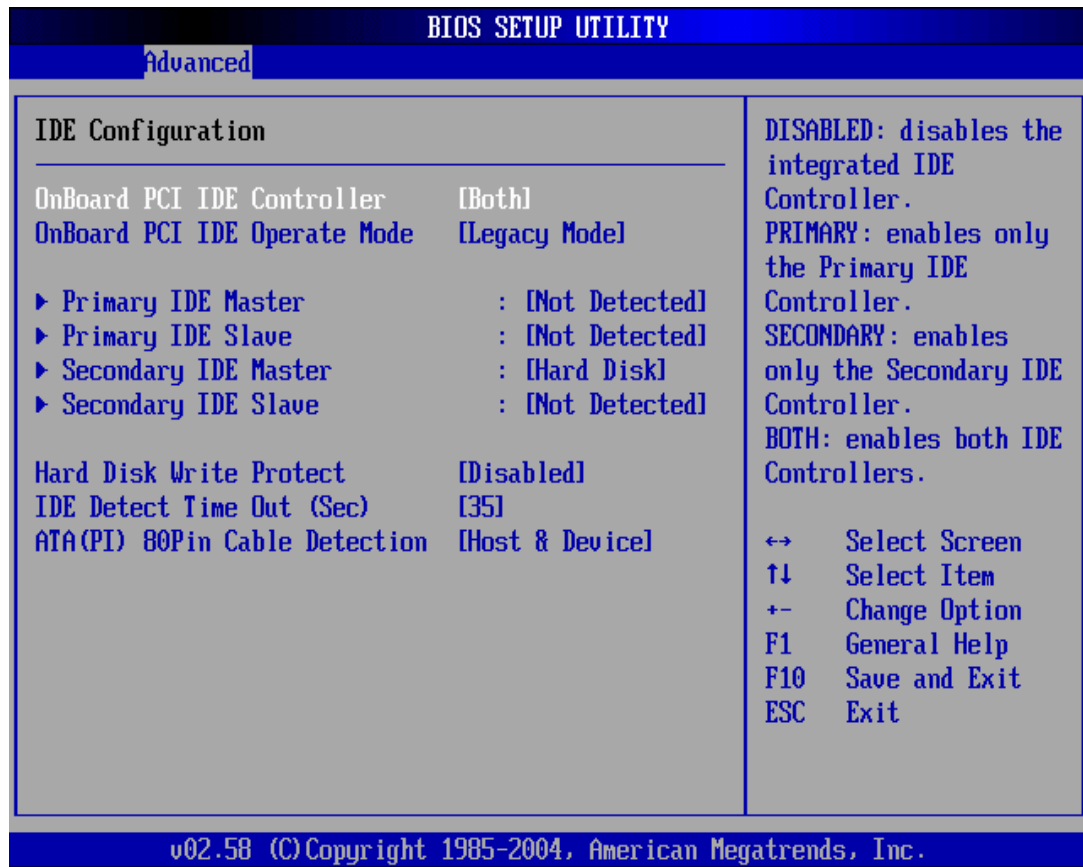 BIOS SETUP UTILITY
Advanced
IDE Configuration
OnBoard PCI IDE Controller [Both]
OnBoard PCI IDE Operate Mode [Legacy Mode]
Primary IDE Master : [Not Detected]
Primary IDE Slave : [Not Detected]
Secondary IDE Master : [Hard Disk]
Secondary IDE Slave : [Not Detected]
Hard Disk Write Protect [Disabled]
IDE Detect Time Out (Sec) [35]
ATA(PI) 80Pin Cable Detection [Host & Device]
DISABLED: disables the
integrated IDE
Controller.
PRIMARY: enables only
the Primary IDE
Controller.
SECONDARY: enables
only the Secondary IDE
Controller.
BOTH: enables both IDE
Controllers.
←→ Select Screen
↑↓ Select Item
+- Change Option
F1 General Help
F10 Save and Exit
ESC Exit
v02.58 (C)Copyright 1985-2004, American Megatrends, Inc.